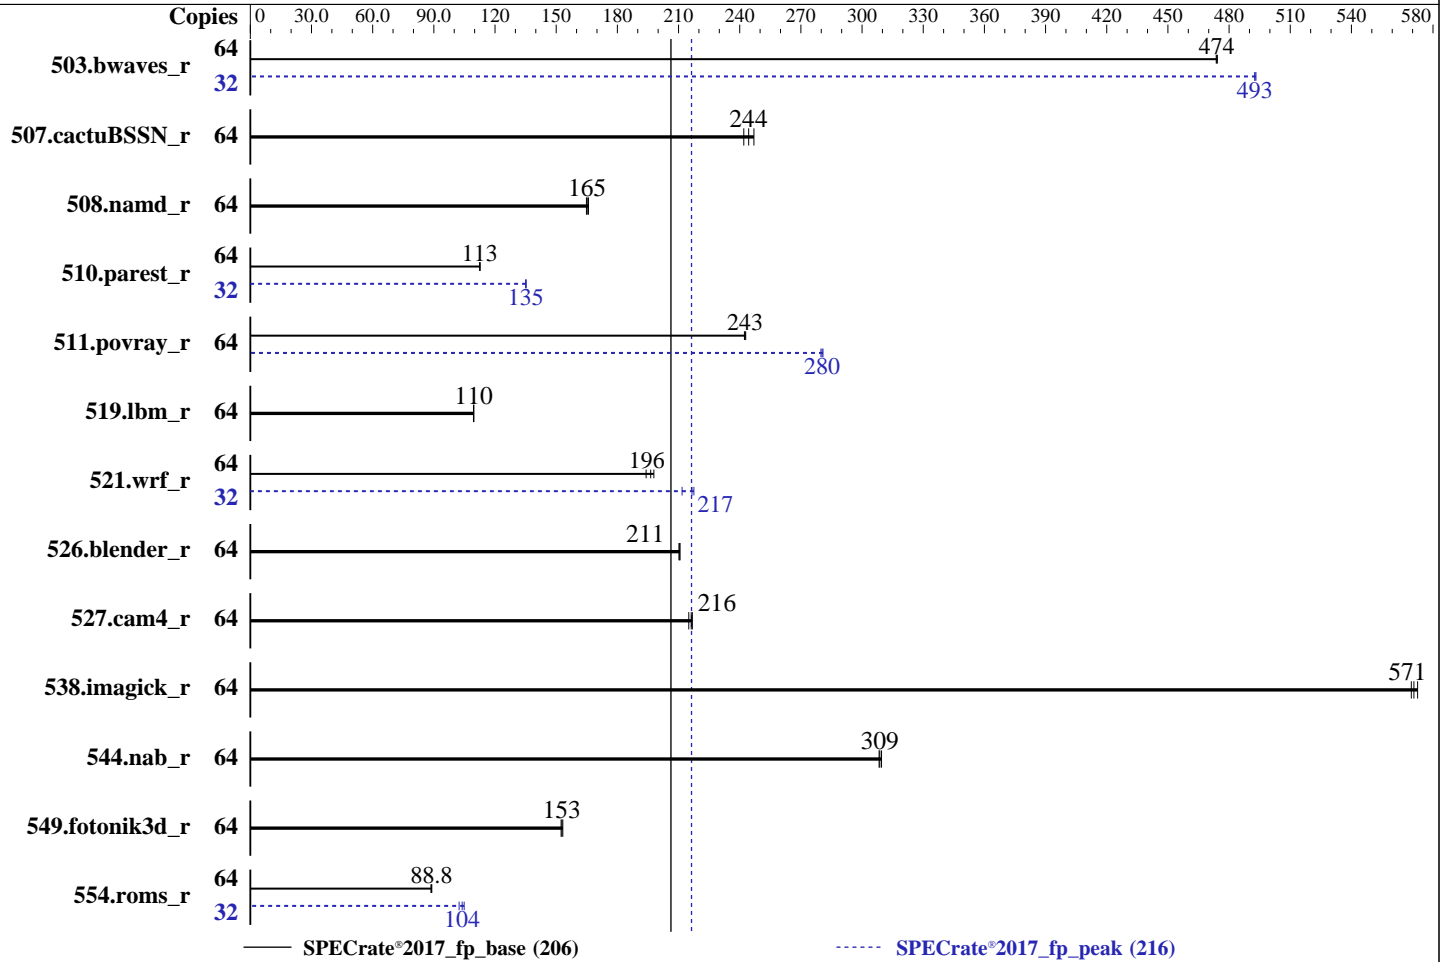 Copies 0 30.0 60.0 90.0 120 150 180 210 240 270 300 330 360 390 420 450 480 510 540 580
503.bwaves_r 64 474
32 493
507.cactuBSSN_r 64 244
508.namd_r 64 165
510.parest_r 64 113
32 135
511.povray_r 64 243
280
519.lbm_r 64 110
521.wrf_r 64 196
32 217
526.blender_r 64 211
527.cam4_r 64 216
538.imagick_r 64 571
544.nab_r 64 309
549.fotonik3d_r 64 153
554.roms_r 64 88.8
32 104
SPECrate®2017_fp_base (206) SPECrate®2017_fp_peak (216)